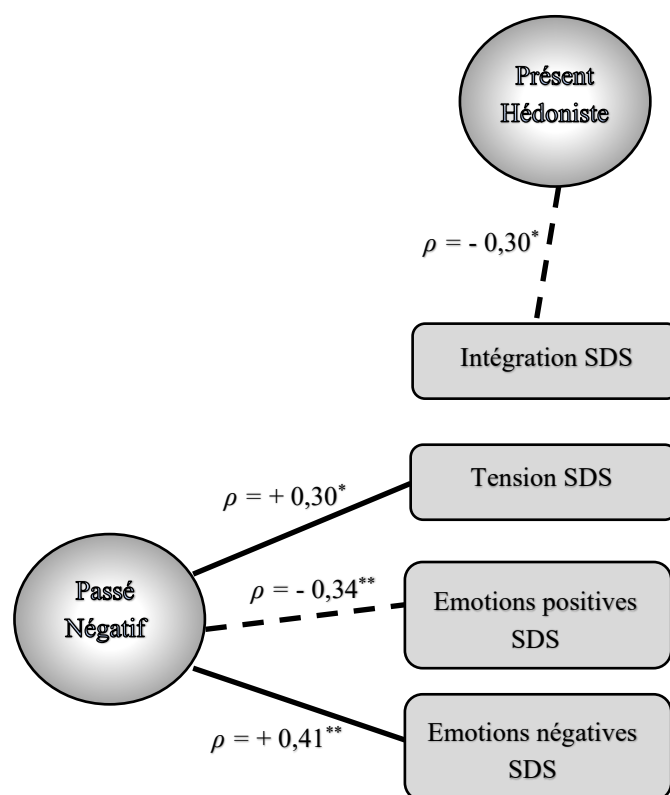 Présent
Hédoniste
ρ = - 0,30*
Intégration SDS
Tension SDS
ρ = + 0,30*
Passé
Négatif
ρ = - 0,34**
Emotions positives
SDS
ρ = + 0,41**
Emotions négatives
SDS